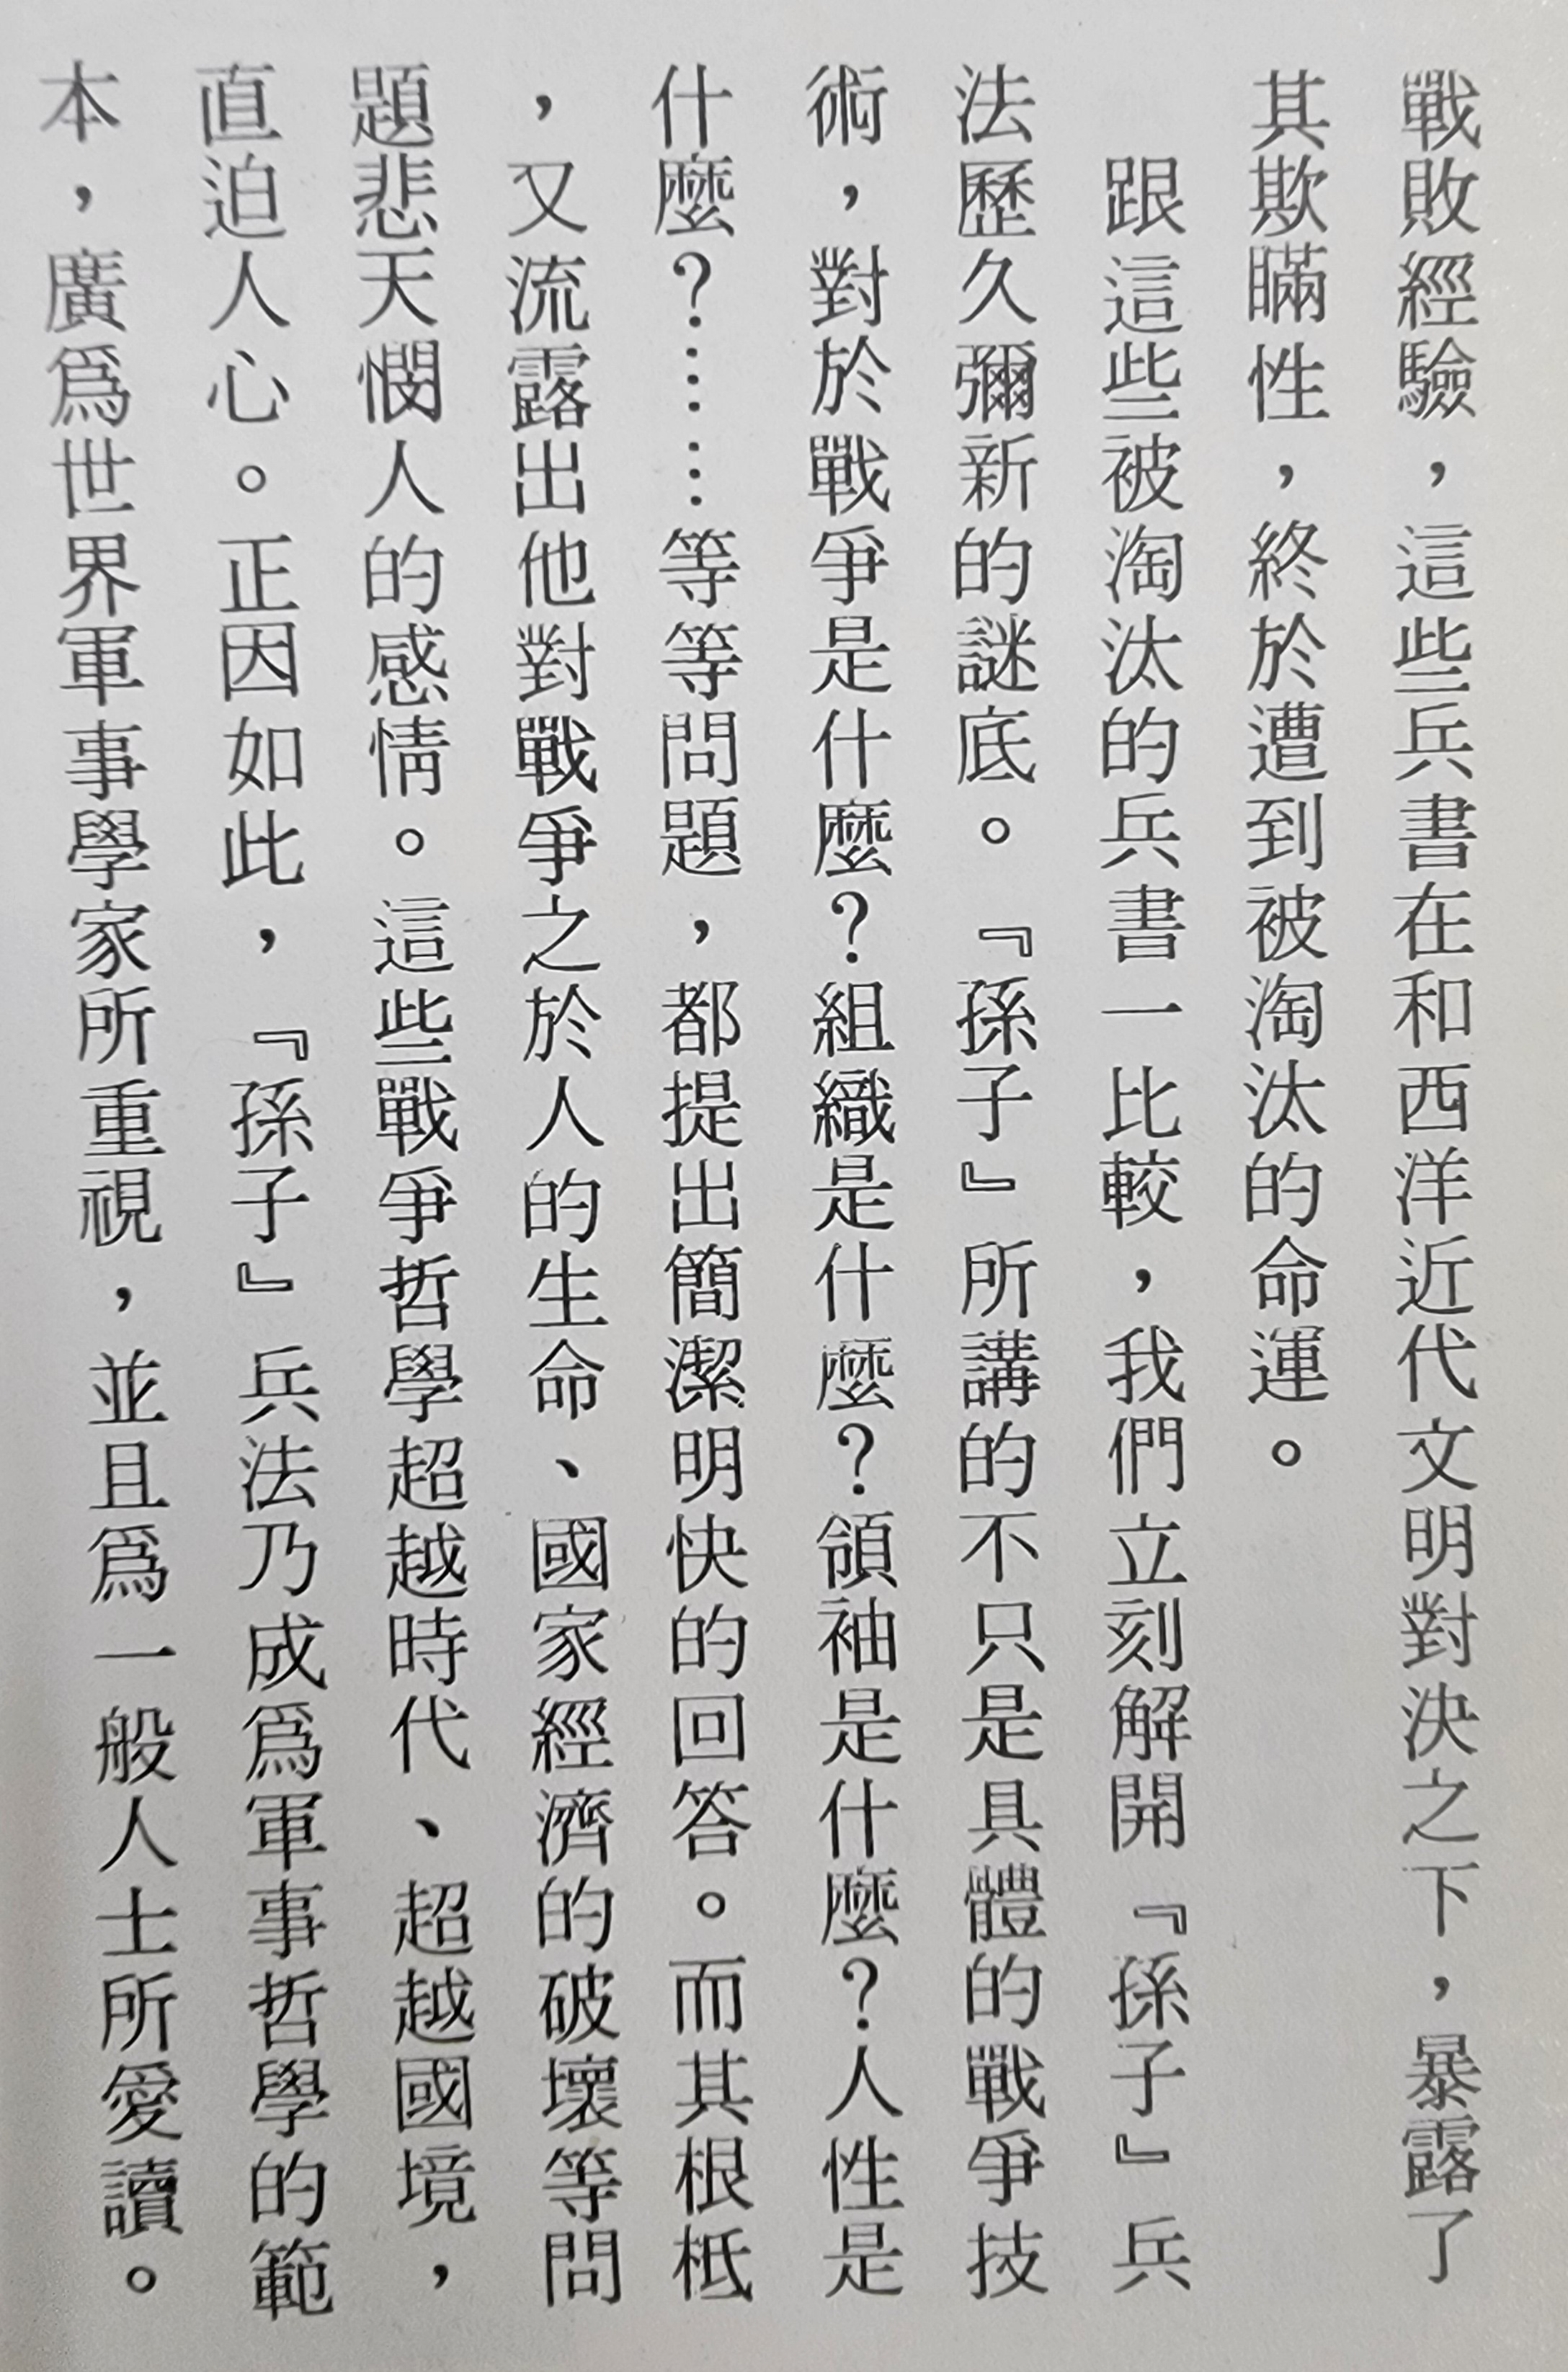 戰敗經驗，這些兵書在和西洋近代文明對決之下，暴露了
其欺瞞性，終於遭到被淘汰的命運。
跟這些被淘汰的兵書一比較，我們立刻解開『孫子』兵
法歷久彌新的謎底。『孫子』所講的不只是具體的戰爭技
術，對於戰爭是什麼？組織是什麼？領袖是什麼？人性是
什麼？……等等問題，都提出簡潔明快的回答。而其根柢
，又流露出他對戰爭之於人的生命、國家經濟的破壞等問
題悲天憫人的感情。這些戰爭哲學超越時代、超越國境，
直迫人心。正因如此，『孫子』兵法乃成爲軍事哲學的範
本，廣爲世界軍事學家所重視，並且爲一般人士所愛讀。